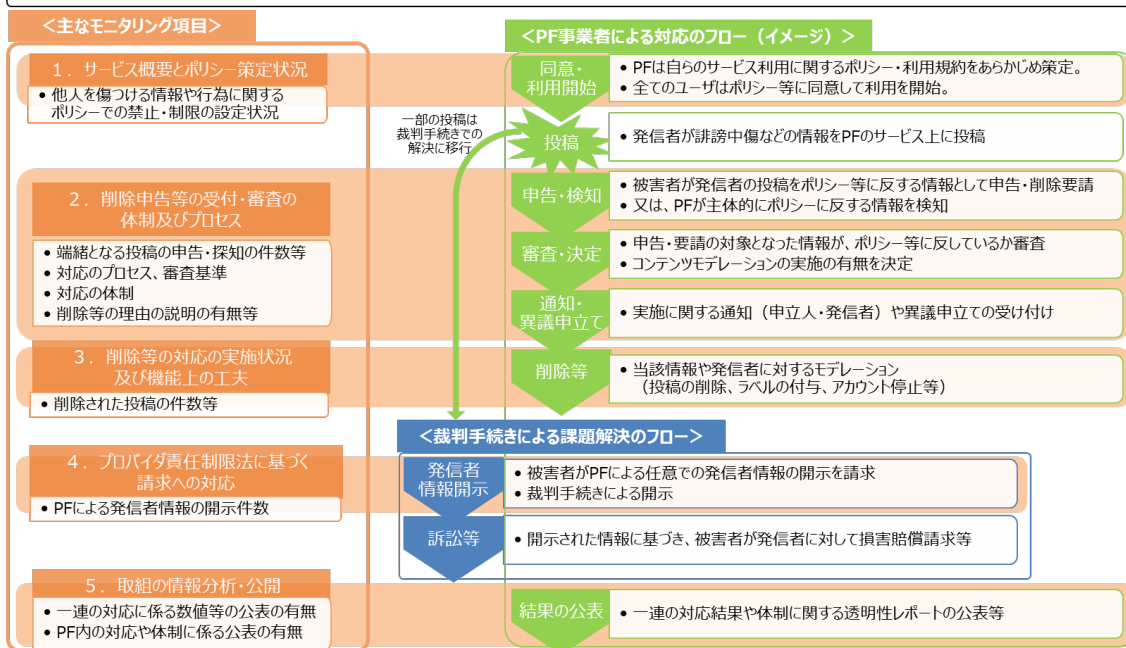 ＜主なモニタリング項目＞
１．サービス概要とポリシー策定状況
• 他人を傷つける情報や行為に関する
ポリシーでの禁止・制限の設定状況
２．削除申告等の受付・審査の
体制及びプロセス
• 端緒となる投稿の申告・探知の件数等
• 対応のプロセス、審査基準
• 対応の体制
• 削除等の理由の説明の有無等
３．削除等の対応の実施状況
及び機能上の工夫
• 削除された投稿の件数等
４．プロバイダ責任制限法に基づく
請求への対応
• PFによる発信者情報の開示件数
５．取組の情報分析・公開
• 一連の対応に係る数値等の公表の有無
• PF内の対応や体制に係る公表の有無
＜PF事業者による対応のフロー（イメージ）＞
同意・
利用開始
• PFは自らのサービス利用に関するポリシー・利用規約をあらかじめ策定。
• 全てのユーザはポリシー等に同意して利用を開始。
一部の投稿は
裁判手続きでの
解決に移行
投稿
• 発信者が誹謗中傷などの情報をPFのサービス上に投稿
申告・検知
• 被害者が発信者の投稿をポリシー等に反する情報として申告・削除要請
• 又は、PFが主体的にポリシーに反する情報を検知
審査・決定
• 申告・要請の対象となった情報が、ポリシー等に反しているか審査
• コンテンツモデレーションの実施の有無を決定
通知・
異議申立て
• 実施に関する通知（申立人・発信者）や異議申立ての受け付け
削除等
• 当該情報や発信者に対するモデレーション
（投稿の削除、ラベルの付与、アカウント停止等）
＜裁判手続きによる課題解決のフロー＞
発信者
情報開示
• 被害者がPFによる任意での発信者情報の開示を請求
• 裁判手続きによる開示
訴訟等
• 開示された情報に基づき、被害者が発信者に対して損害賠償請求等
結果の公表
• 一連の対応結果や体制に関する透明性レポートの公表等